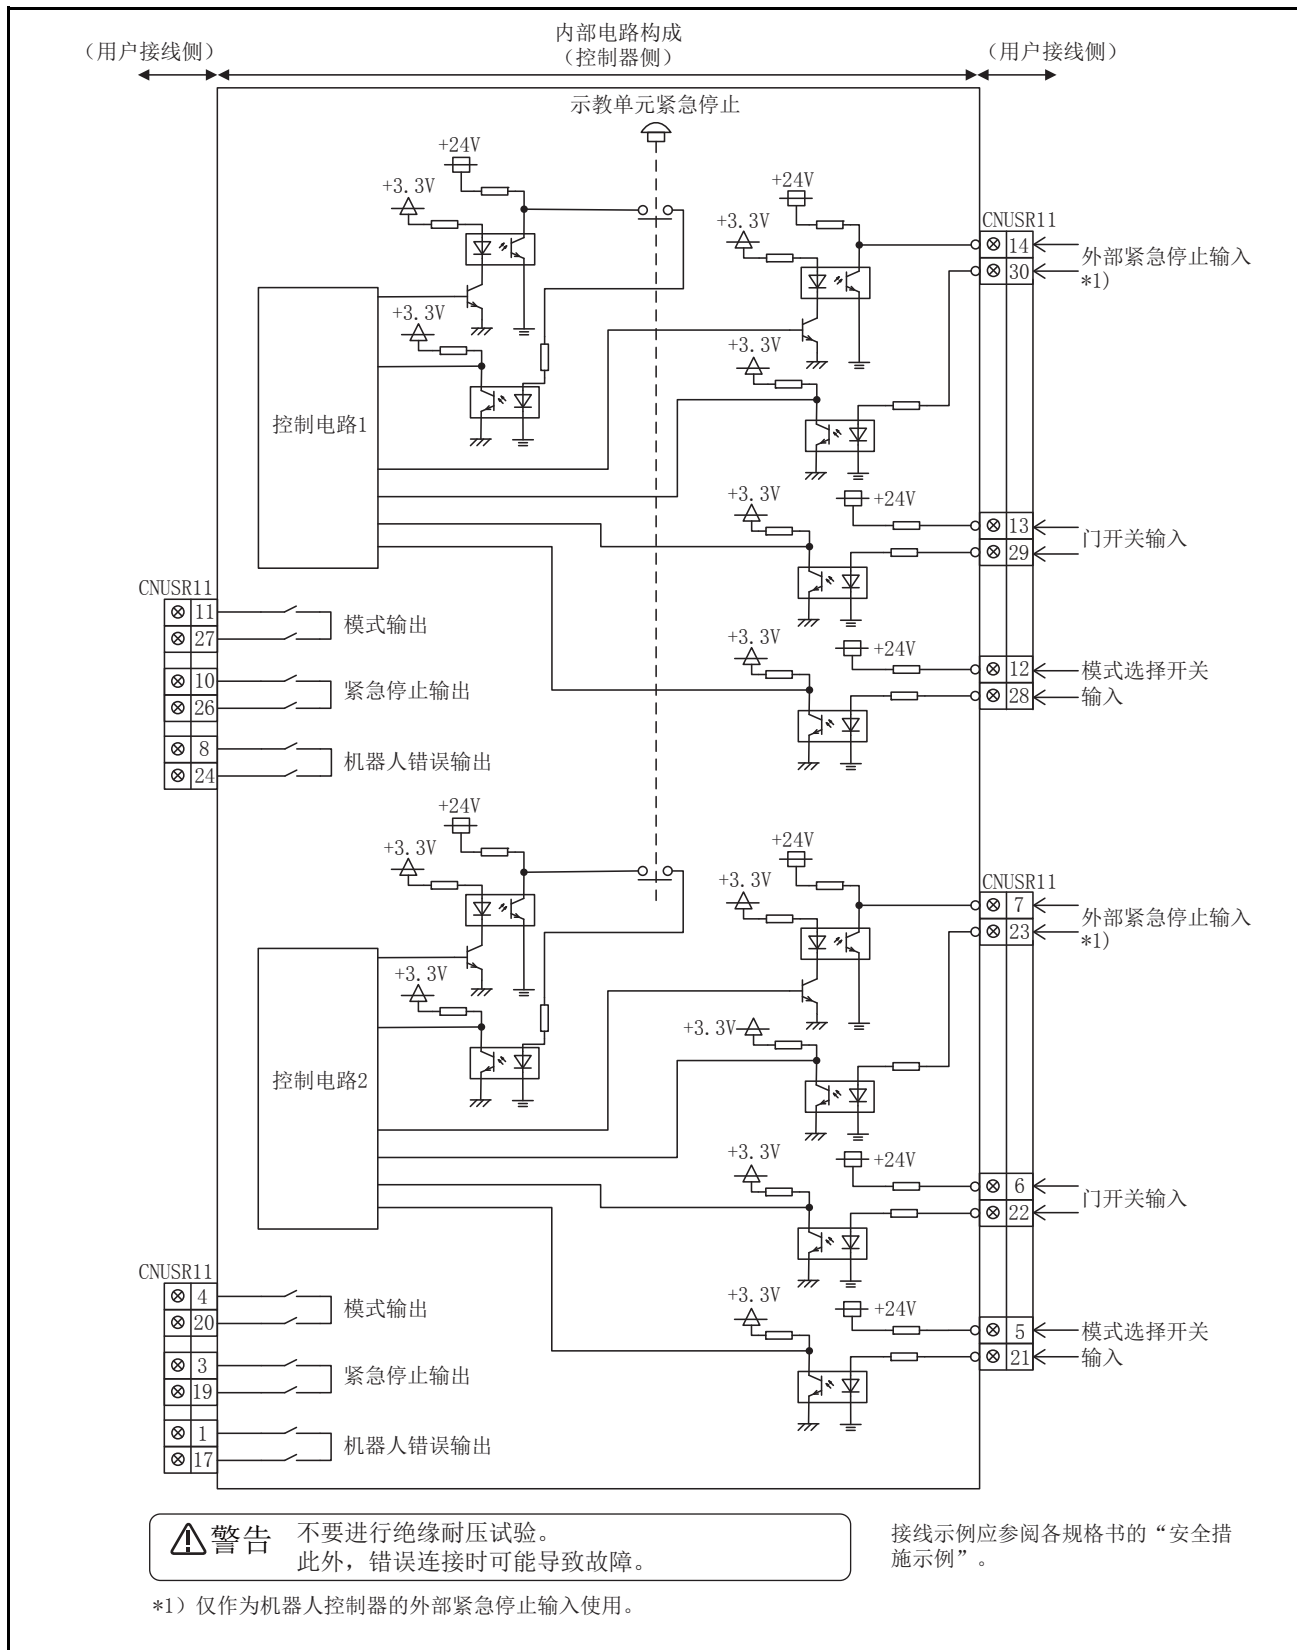 内部电路构成
（用户接线侧）
（控制器侧）
（用户接线侧）
示教单元紧急停止
+24V
+3.3V
+24V
+3.3V
CNUSR11
14
外部紧急停止输入
30
*1)
+3.3V
+3.3V
控制电路1
+3.3V
+24V
13
门开关输入
29
CNUSR11
11
模式输出
27
+3.3V
+24V
12
模式选择开关
28
输入
10
紧急停止输出
26
8
机器人错误输出
24
+24V
+3.3V
+24V
+3.3V
CNUSR11
7
外部紧急停止输入
23
*1)
+3.3V
+3.3V
控制电路2
+3.3V
+24V
6
门开关输入
22
CNUSR11
4
模式输出
20
+3.3V
+24V
5
模式选择开关
21
输入
3
紧急停止输出
19
1
机器人错误输出
17
警告
不要进行绝缘耐压试验。
此外，错误连接时可能导致故障。
接线示例应参阅各规格书的“安全措
施示例”。
*1）仅作为机器人控制器的外部紧急停止输入使用。